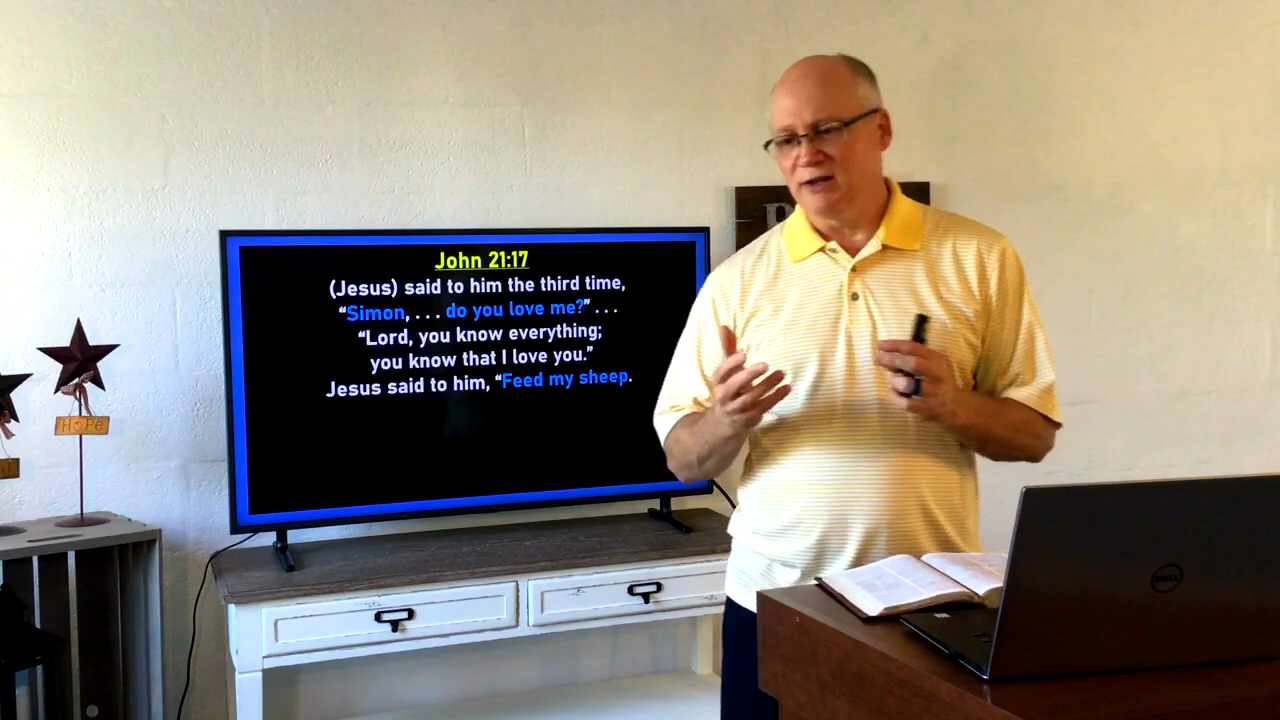 John 21:17
(Jesus) said to him the third time,
“Simon, . . . do you love me?” . . .
“Lord, you know everything;
you know that I love you.”
Jesus said to him, “Feed my sheep.
HOPe
DELL